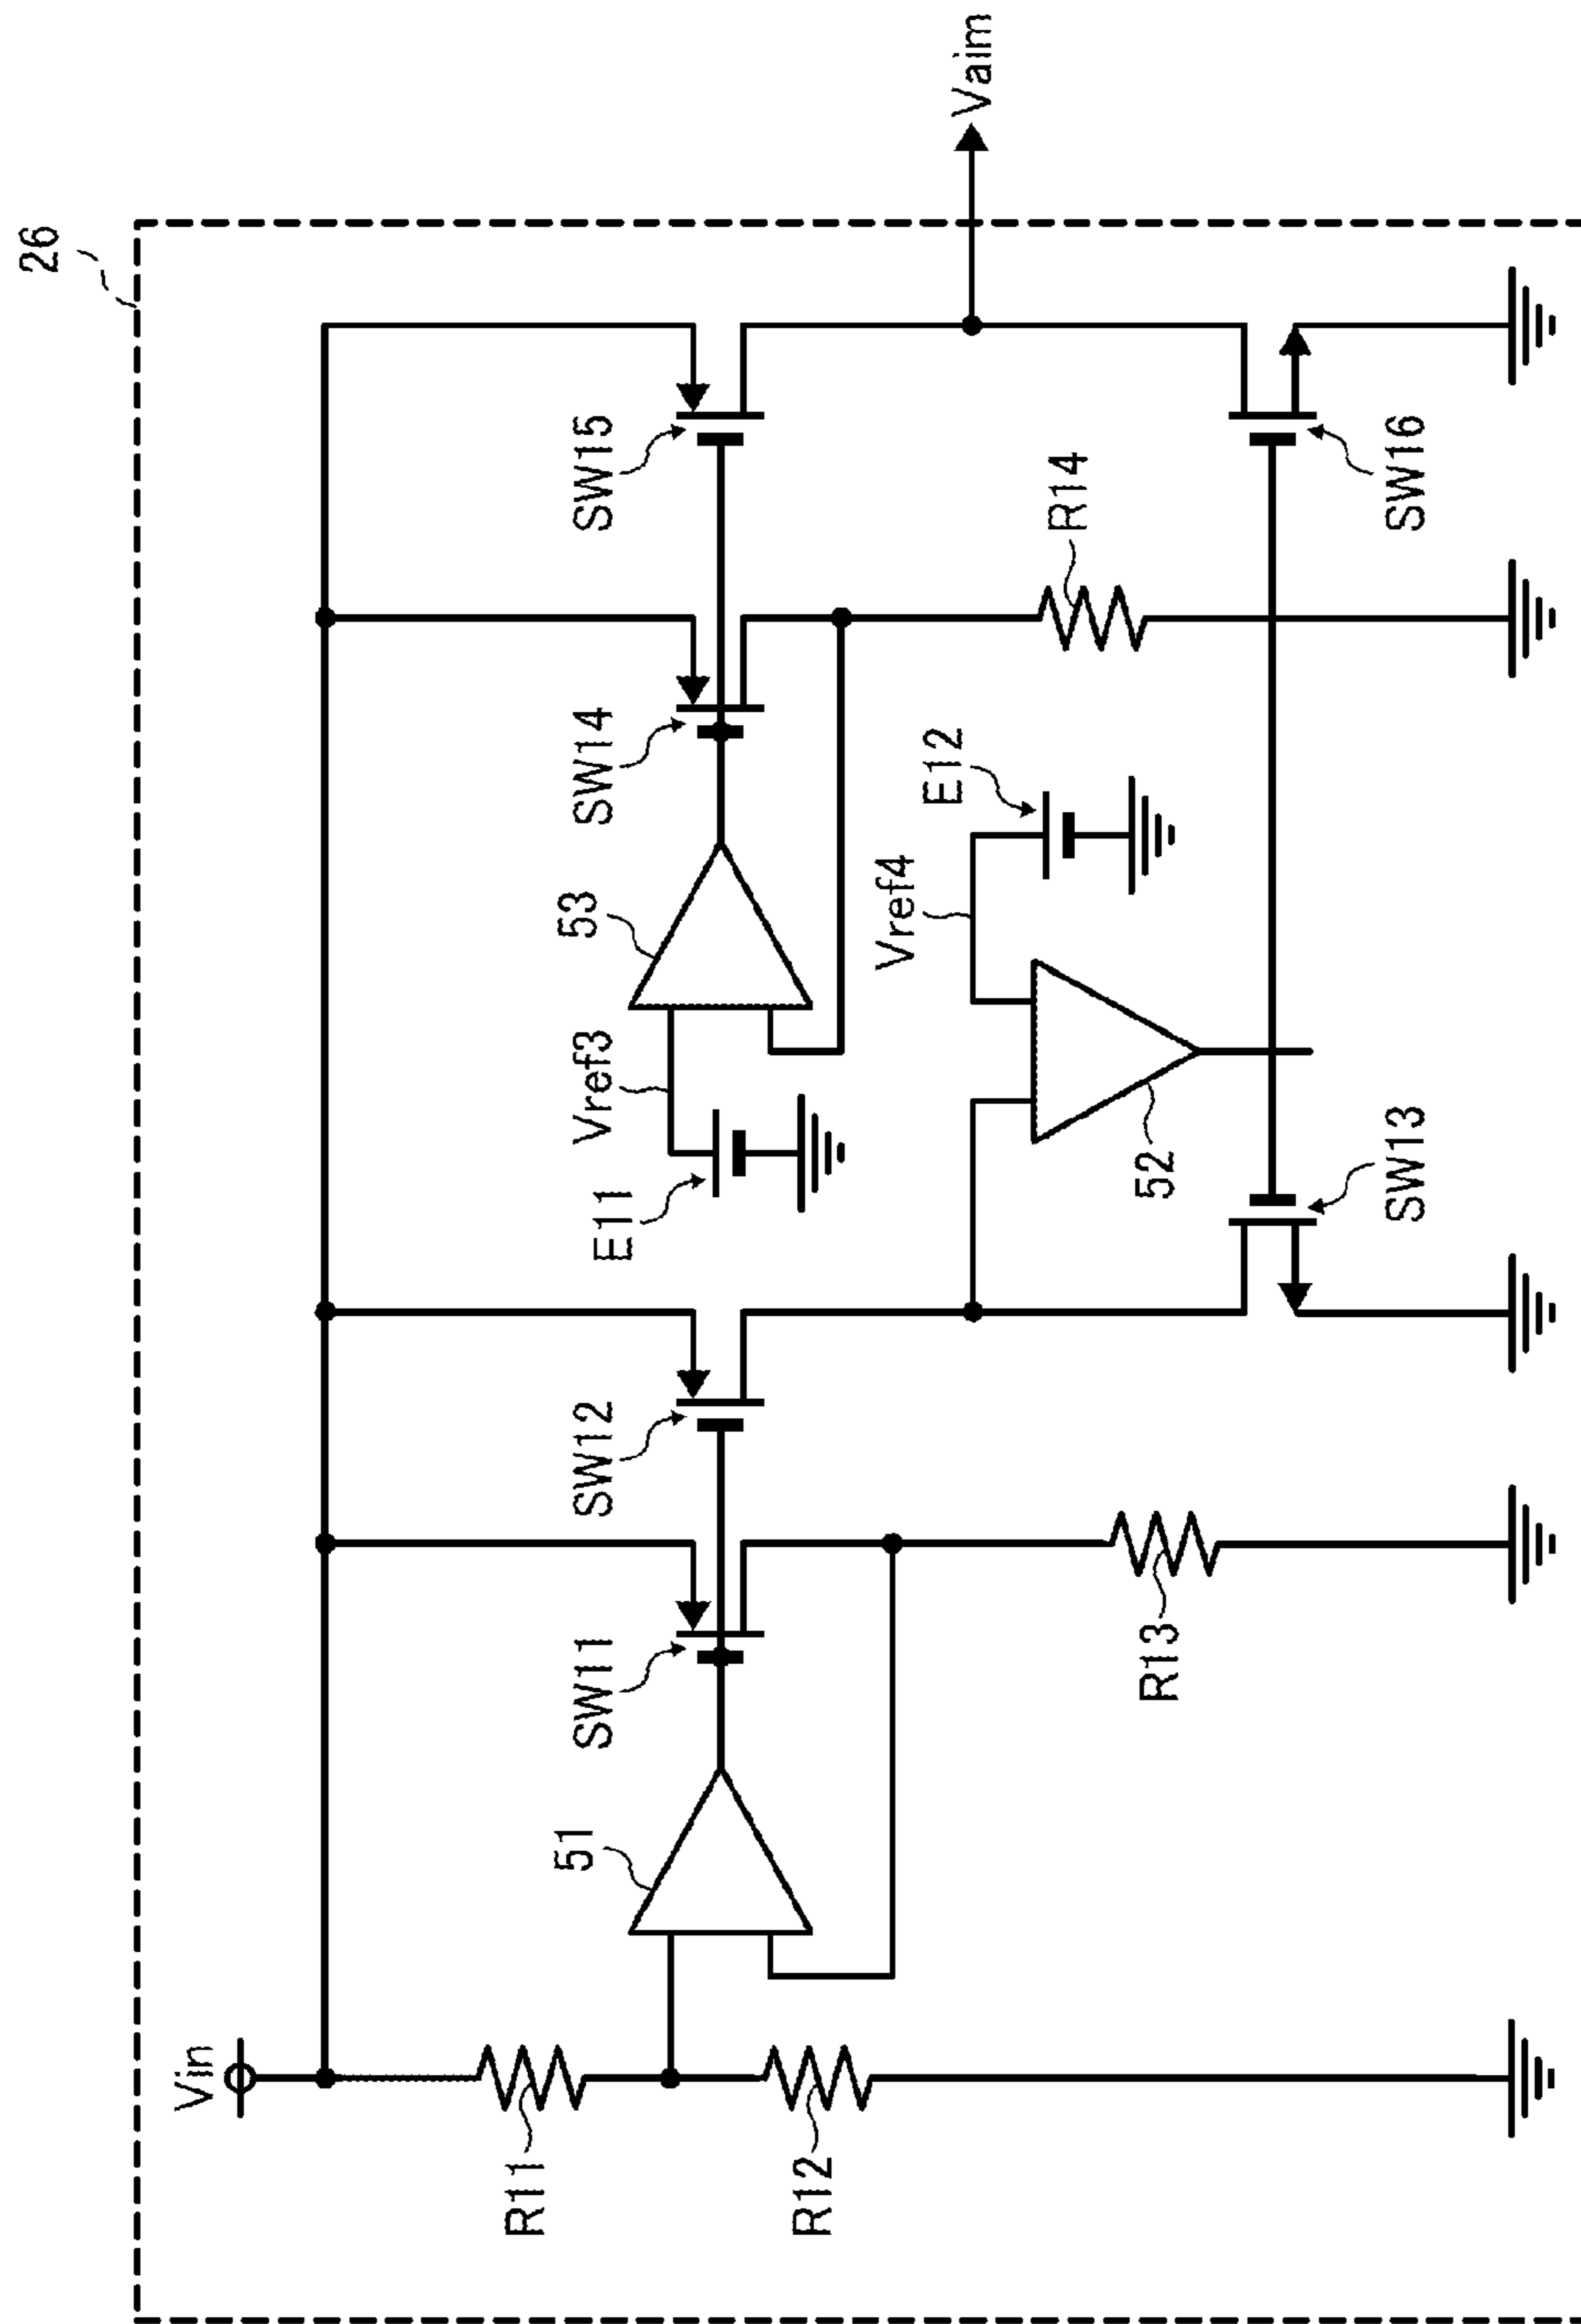 26
Vin
R11
R12
51
SW11
R13
SW12
E11
Vref3
53
SW14
SW15
Vaim
Vref4
E12
R14
52
SW13
SW16